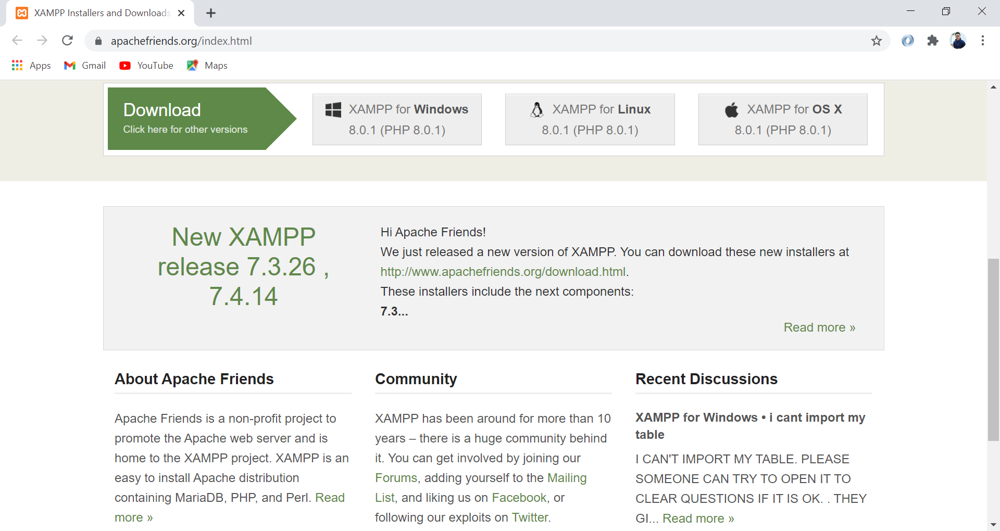 XAMPP Installers and Downloads
apachefriends.org/index.html
Apps
Gmail
YouTube
Maps
Download
Click here for other versions
XAMPP for Windows
8.0.1 (PHP 8.0.1)
XAMPP for Linux
8.0.1 (PHP 8.0.1)
XAMPP for OS X
8.0.1 (PHP 8.0.1)
New XAMPP
release 7.3.26 ,
7.4.14
Hi Apache Friends!
We just released a new version of XAMPP. You can download these new installers at
http://www.apachefriends.org/download.html.
These installers include the next components:
7.3...
Read more »
About Apache Friends
Apache Friends is a non-profit project to
promote the Apache web server and is
home to the XAMPP project. XAMPP is an
easy to install Apache distribution
containing MariaDB, PHP, and Perl. Read
more »
Community
XAMPP has been around for more than 10
years – there is a huge community behind
it. You can get involved by joining our
Forums, adding yourself to the Mailing
List, and liking us on Facebook, or
following our exploits on Twitter.
Recent Discussions
XAMPP for Windows • i cant import my
table
I CAN'T IMPORT MY TABLE. PLEASE
SOMEONE CAN TRY TO OPEN IT TO
CLEAR QUESTIONS IF IT IS OK. . THEY
GI... Read more »